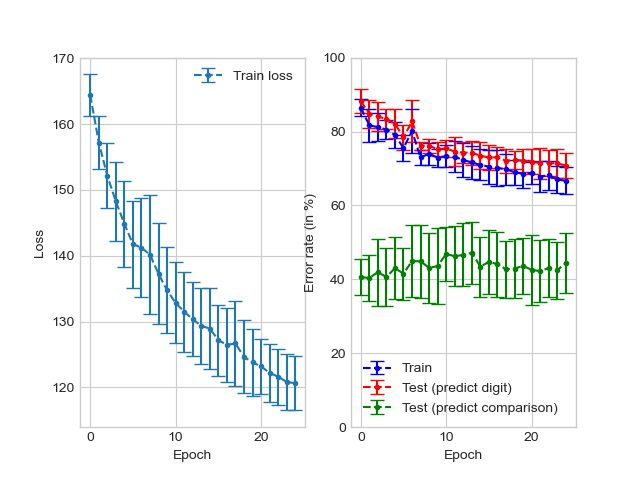 170
160
150
140
130
120
Loss
0
10
20
Epoch
Train loss
100
80
60
40
20
0
Error rate (in %)
0
10
20
Epoch
Train
Test (predict digit)
Test (predict comparison)